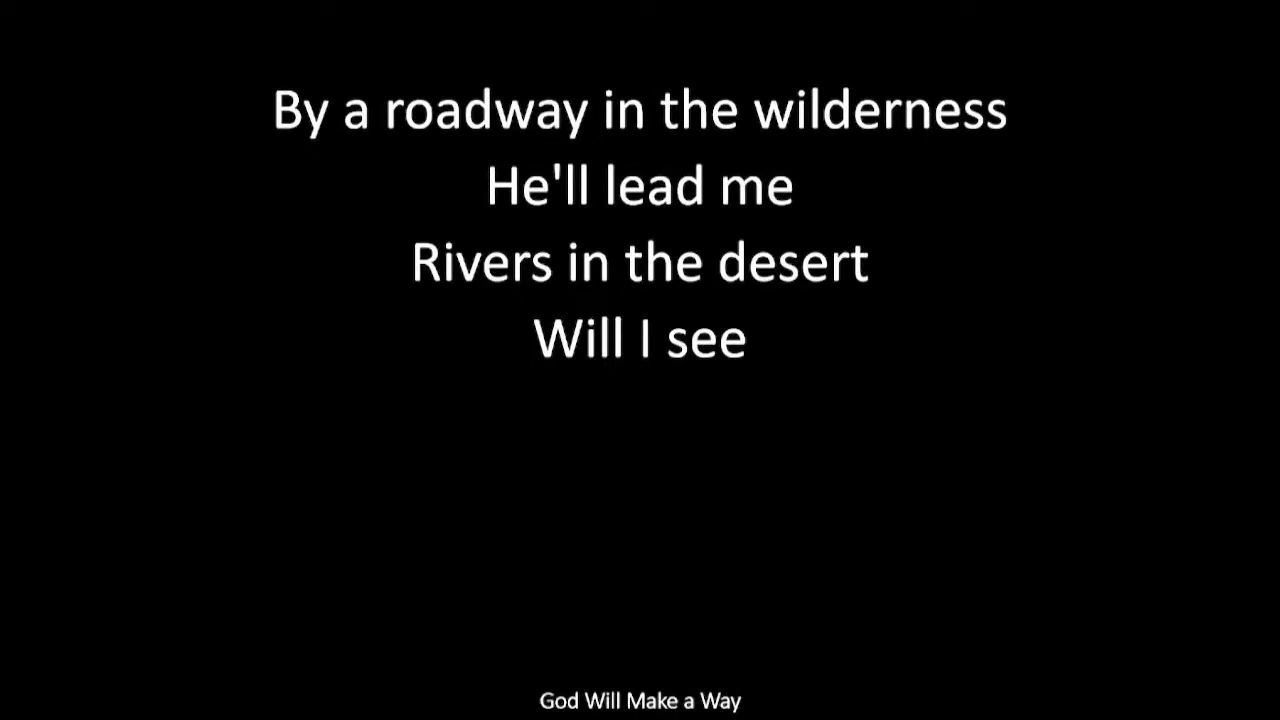 By a roadway in the wilderness
He'll lead me
Rivers in the desert
Will I see
God Will Make a Way